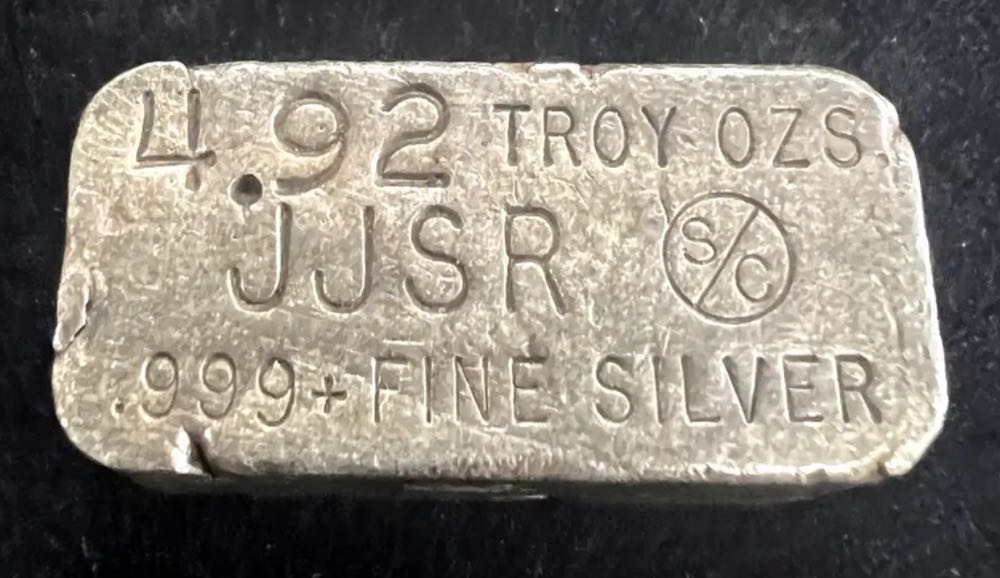 4.92 TROY OZS.
JJSR S/C
.999+ FINE SILVER